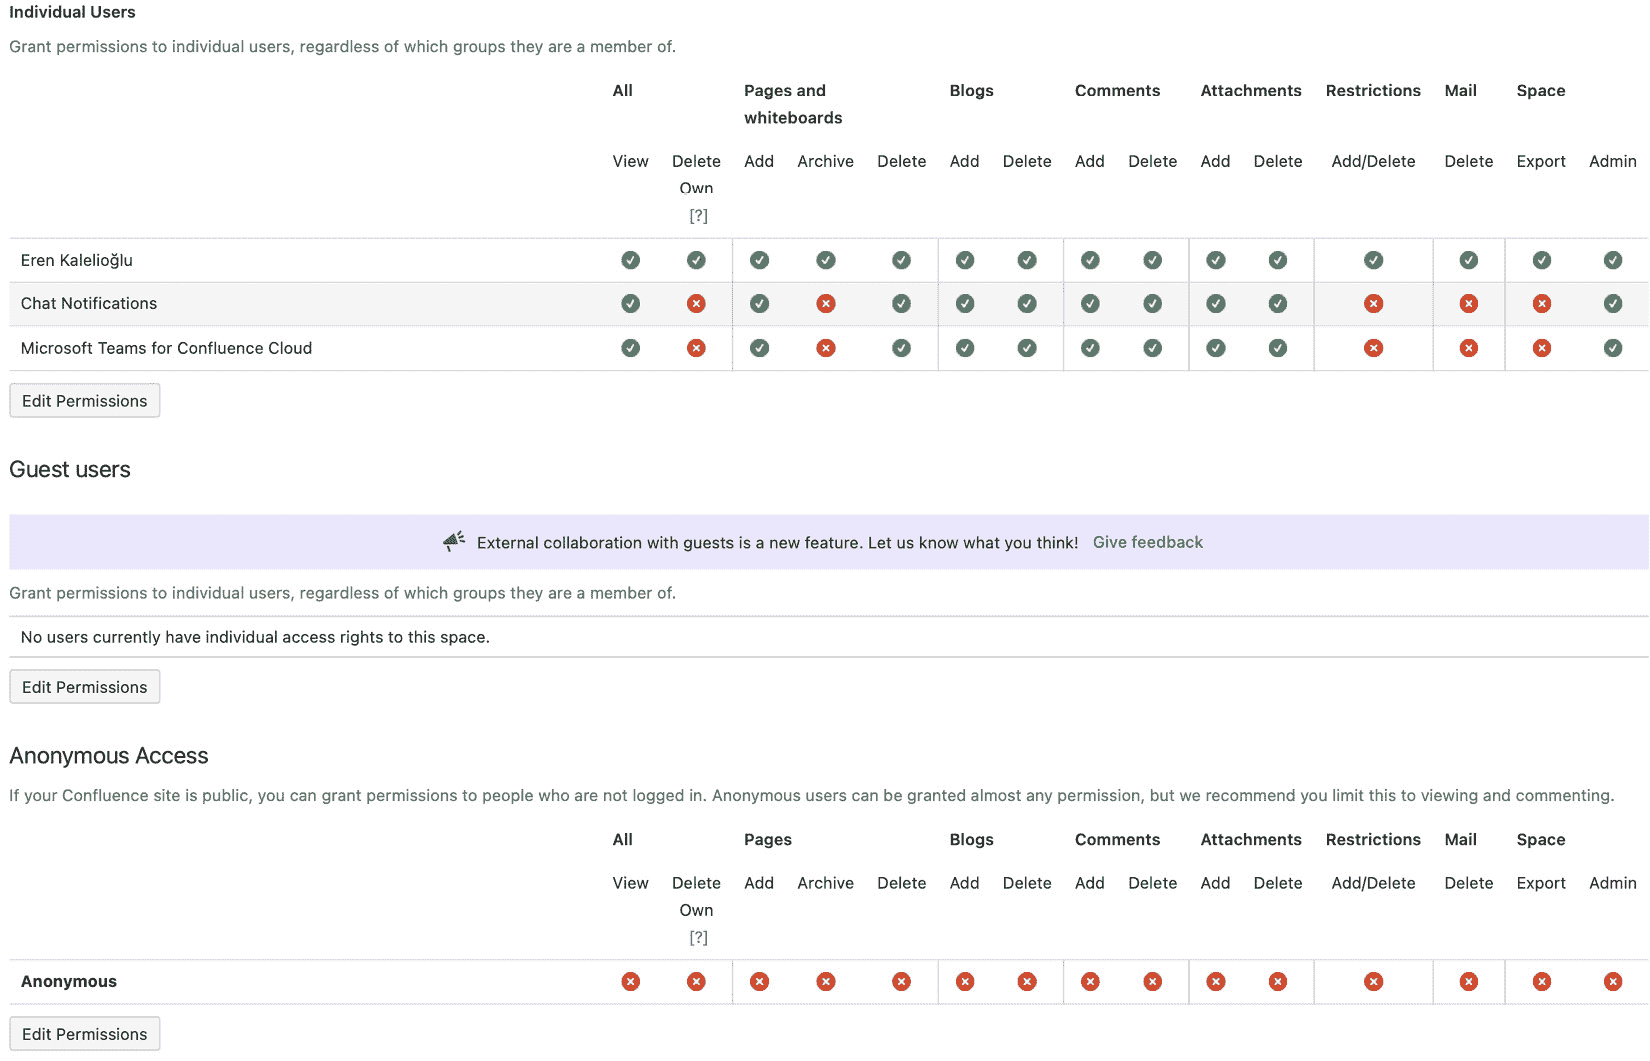 Individual Users
Grant permissions to individual users, regardless of which groups they are a member of.
All Pages and whiteboards Blogs Comments Attachments Restrictions Mail Space
View Delete Own [?] Add Archive Delete Add Delete Add Delete Add Delete Add/Delete Delete Export Admin
Eren Kalelioğlu
Chat Notifications
Microsoft Teams for Confluence Cloud
Edit Permissions
Guest users
External collaboration with guests is a new feature. Let us know what you think! Give feedback
Grant permissions to individual users, regardless of which groups they are a member of.
No users currently have individual access rights to this space.
Edit Permissions
Anonymous Access
If your Confluence site is public, you can grant permissions to people who are not logged in. Anonymous users can be granted almost any permission, but we recommend you limit this to viewing and commenting.
All Pages Blogs Comments Attachments Restrictions Mail Space
View Delete Own [?] Add Archive Delete Add Delete Add Delete Add Delete Add/Delete Delete Export Admin
Anonymous
Edit Permissions